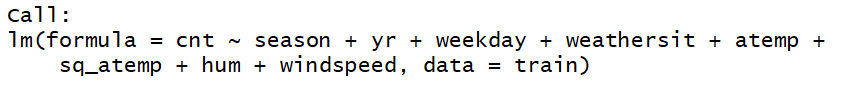 Call:
lm(formula = cnt ~ season + yr + weekday + weathersit + atemp +
    sq_atemp + hum + windspeed, data = train)